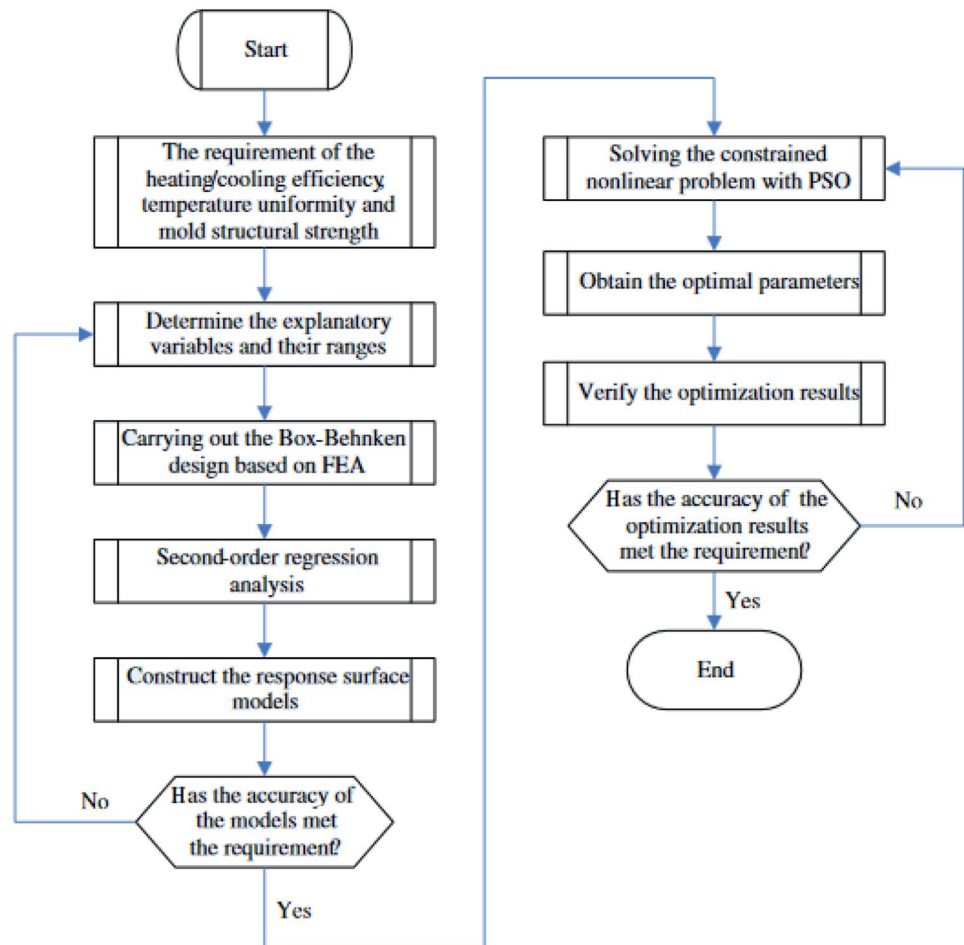 Start
The requirement of the
heating/cooling efficiency,
temperature uniformity and
mold structural strength
Determine the explanatory
variables and their ranges
Carrying out the Box-Behnken
design based on FEA
Second-order regression
analysis
Construct the response surface
models
Has the accuracy of
the models met
the requirement?
No
Yes
Solving the constrained
nonlinear problem with PSO
Obtain the optimal parameters
Verify the optimization results
Has the accuracy of the
optimization results
met the requirement?
No
Yes
End